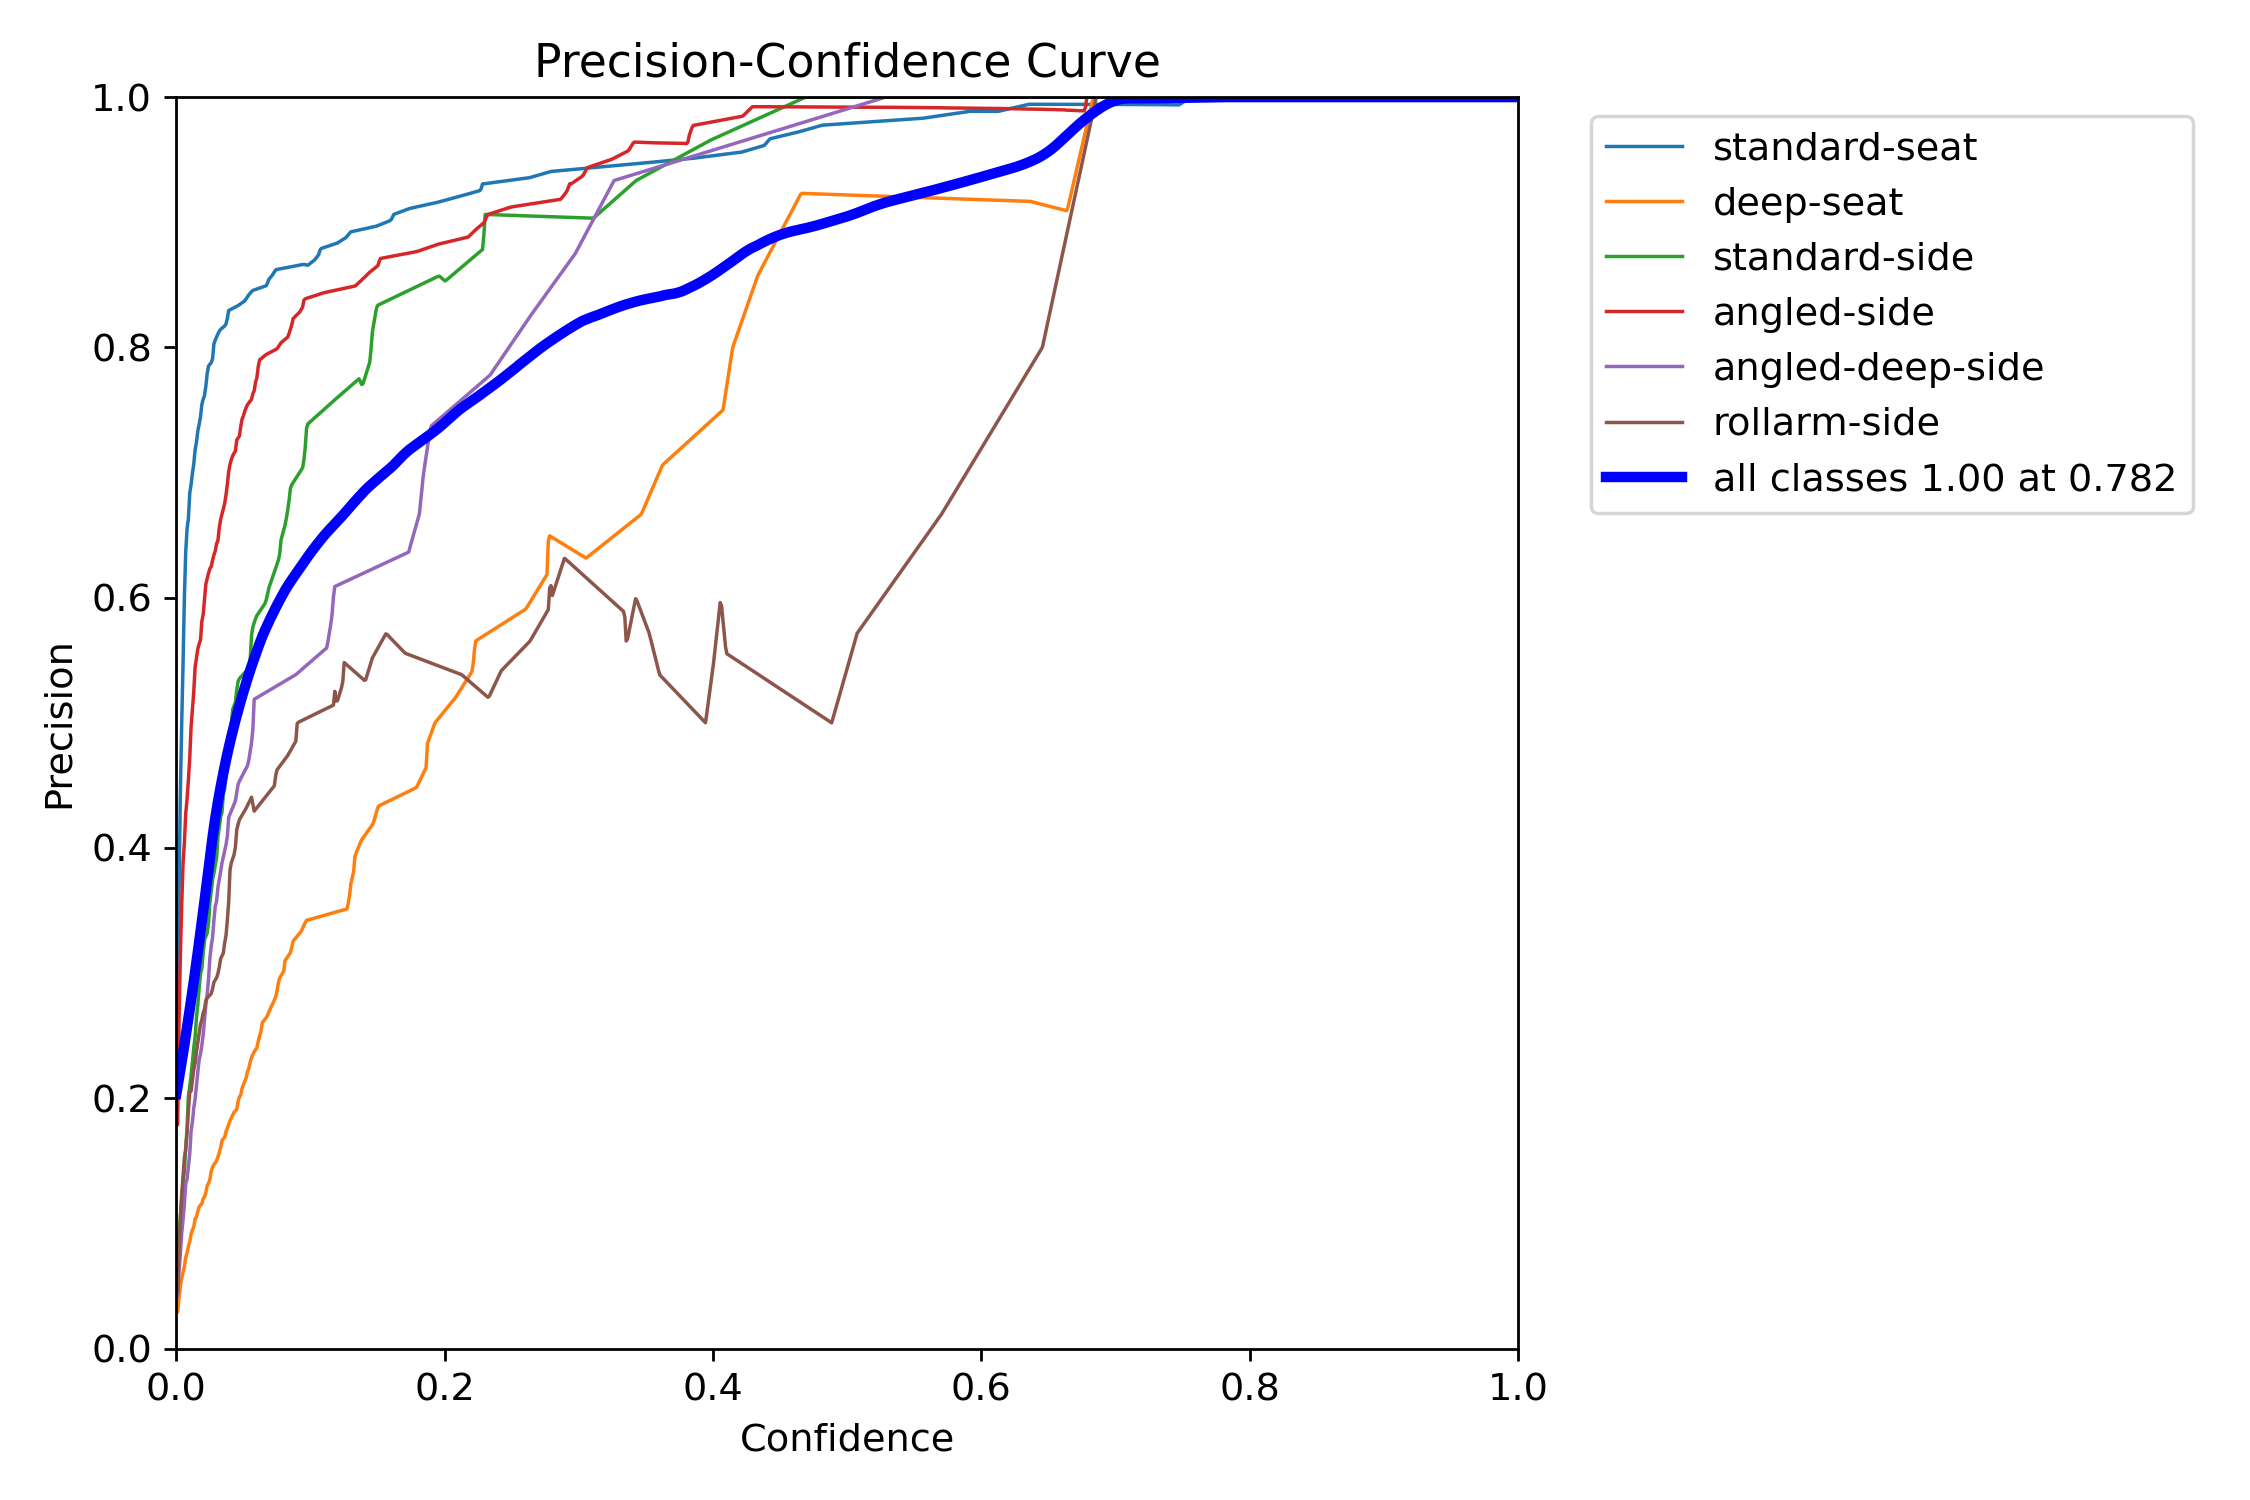 Precision-Confidence Curve
1.0
0.8
0.6
0.4
0.2
0.0
Precision
0.0 0.2 0.4 0.6 0.8 1.0
Confidence
standard-seat
deep-seat
standard-side
angled-side
angled-deep-side
rollarm-side
all classes 1.00 at 0.782